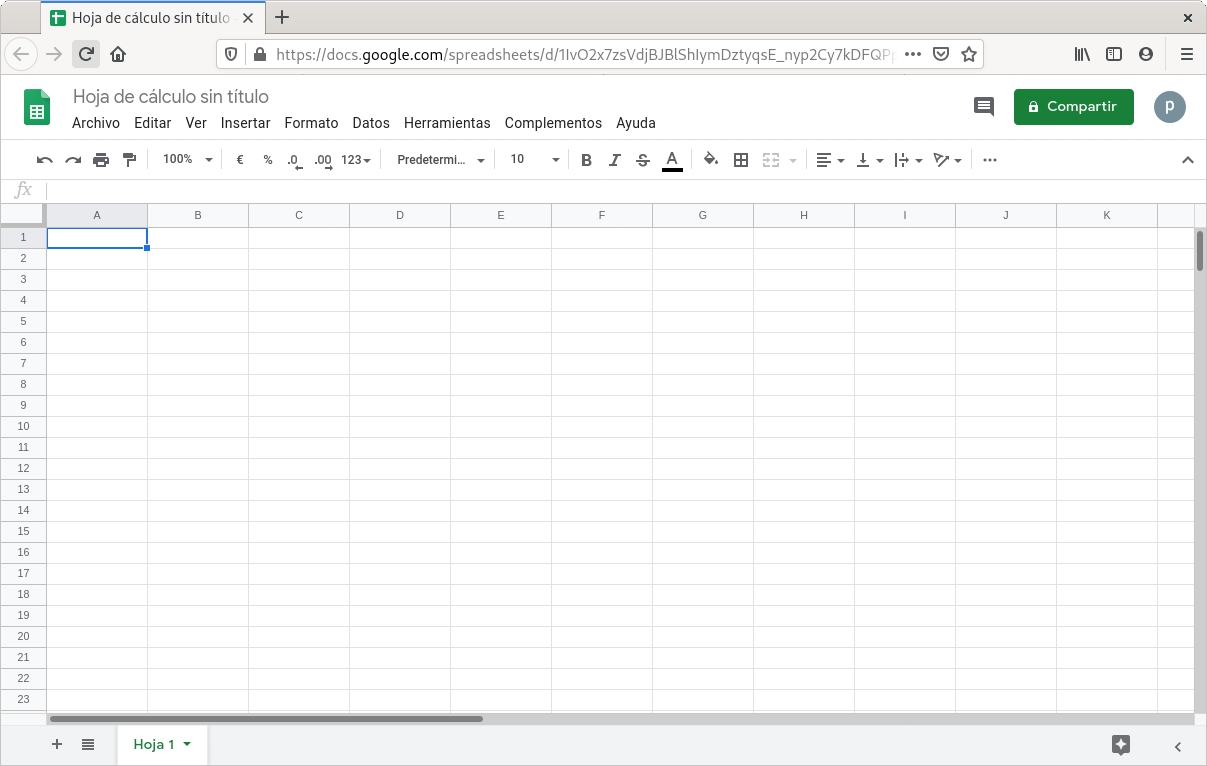 Hoja de cálculo sin título
https://docs.google.com/spreadsheets/d/1IvO2x7zsVdjBJBlShIymDztyqsE_nyp2Cy7kDFQP
Hoja de cálculo sin título
Archivo Editar Ver Insertar Formato Datos Herramientas Complementos Ayuda
Compartir
p
100% € % .0 .00 123 Predetermi... 10 B I S A
fx
A B C D E F G H I J K
1
2
3
4
5
6
7
8
9
10
11
12
13
14
15
16
17
18
19
20
21
22
23
Hoja 1